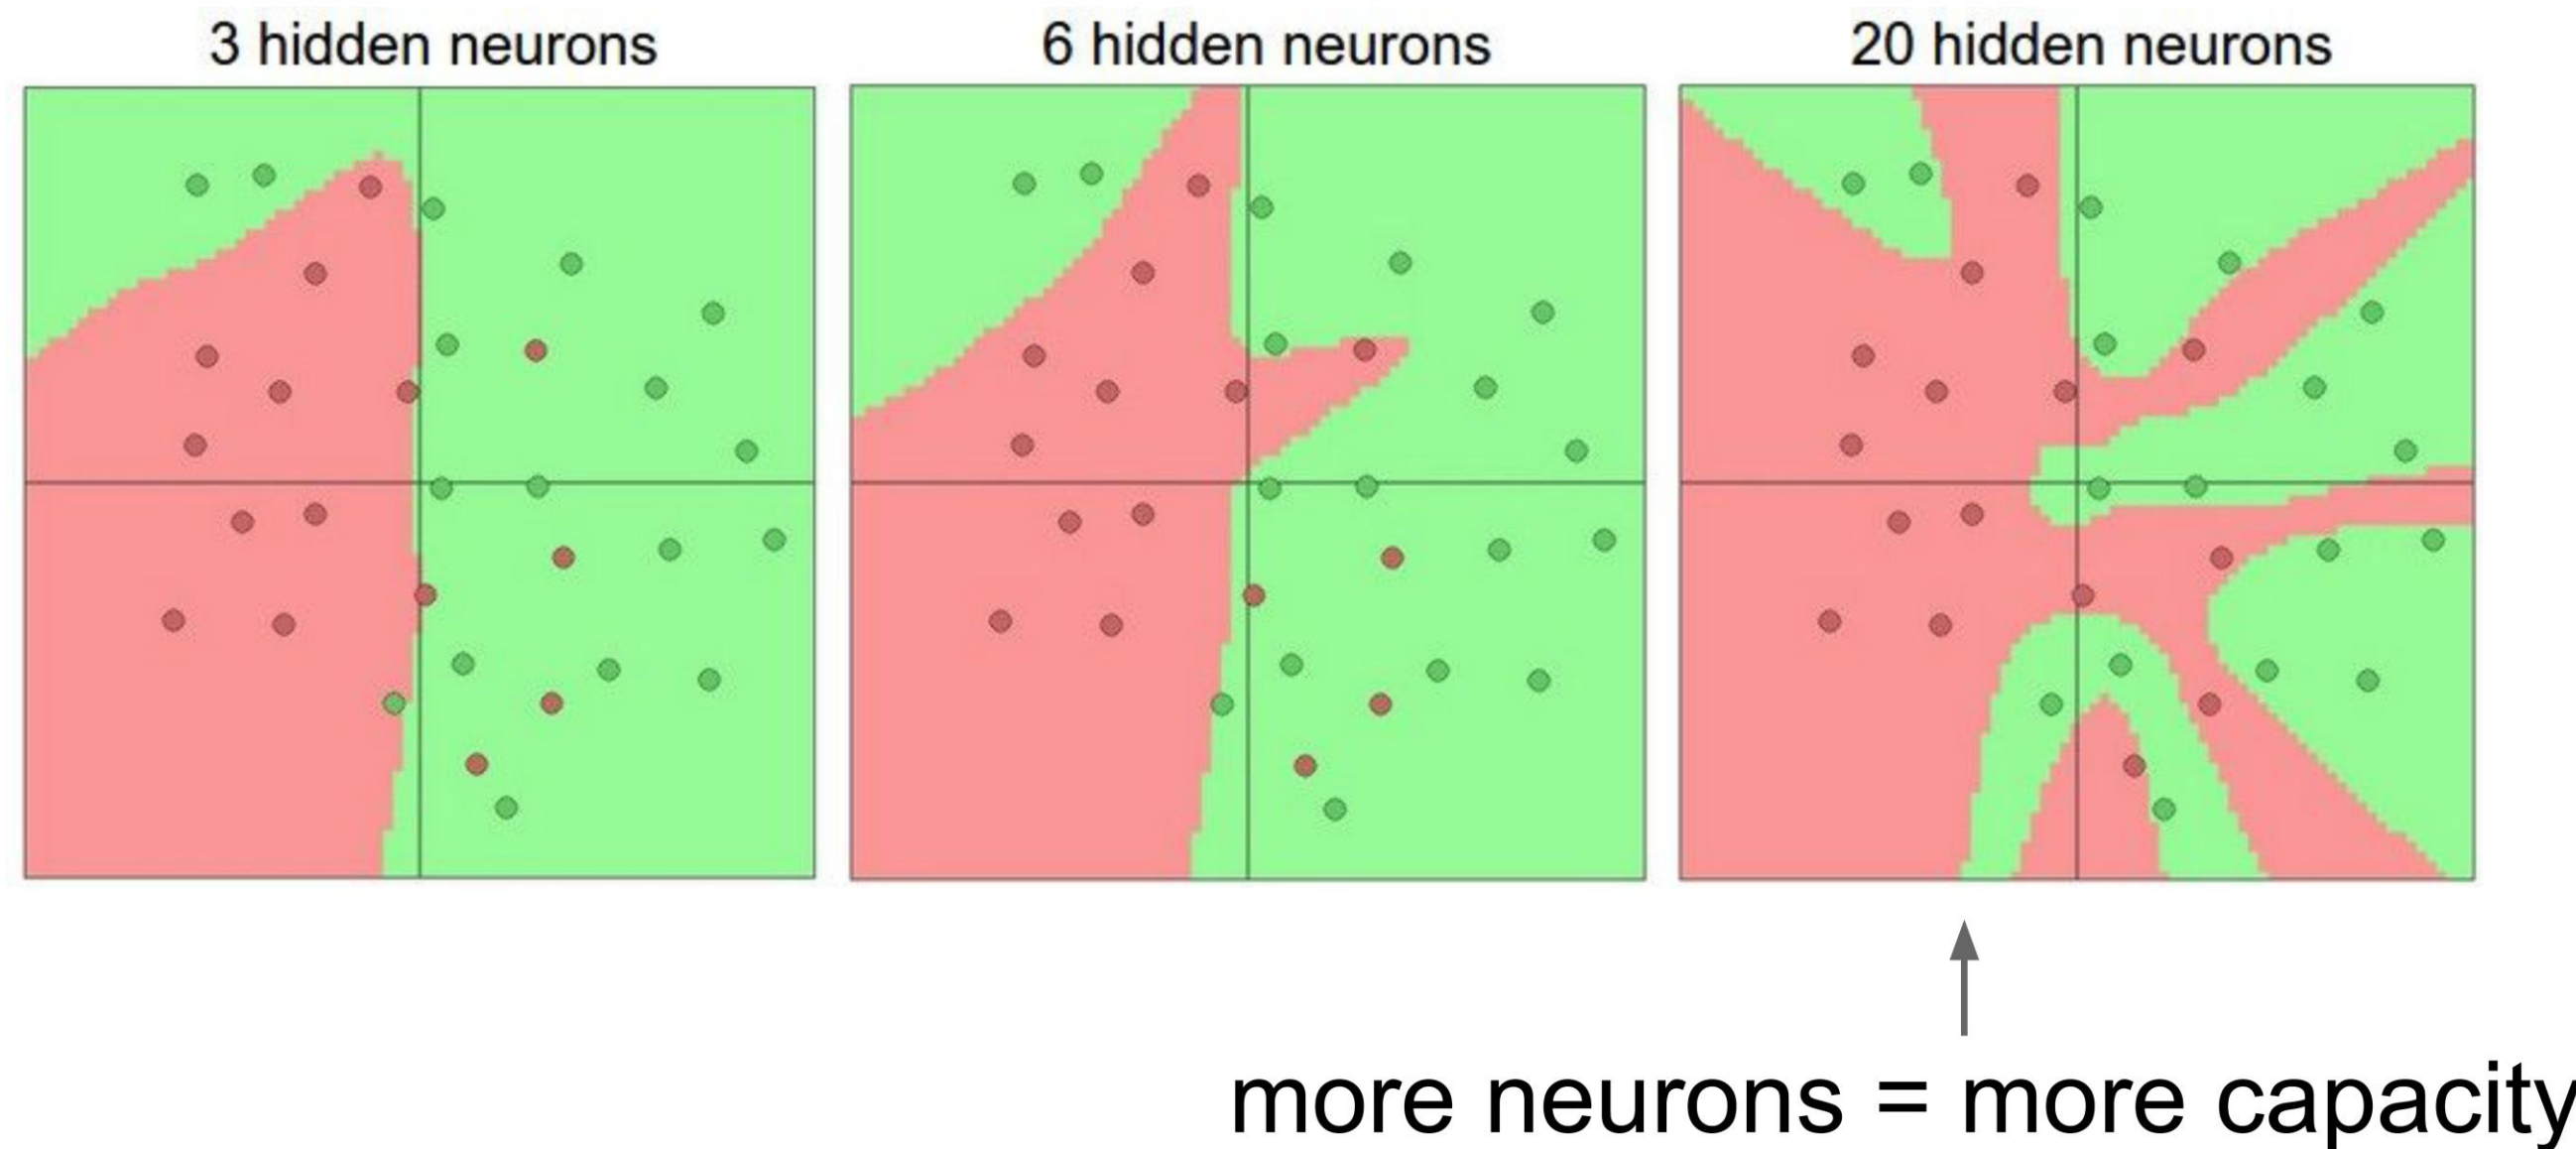 3 hidden neurons
6 hidden neurons
20 hidden neurons
more neurons = more capacity